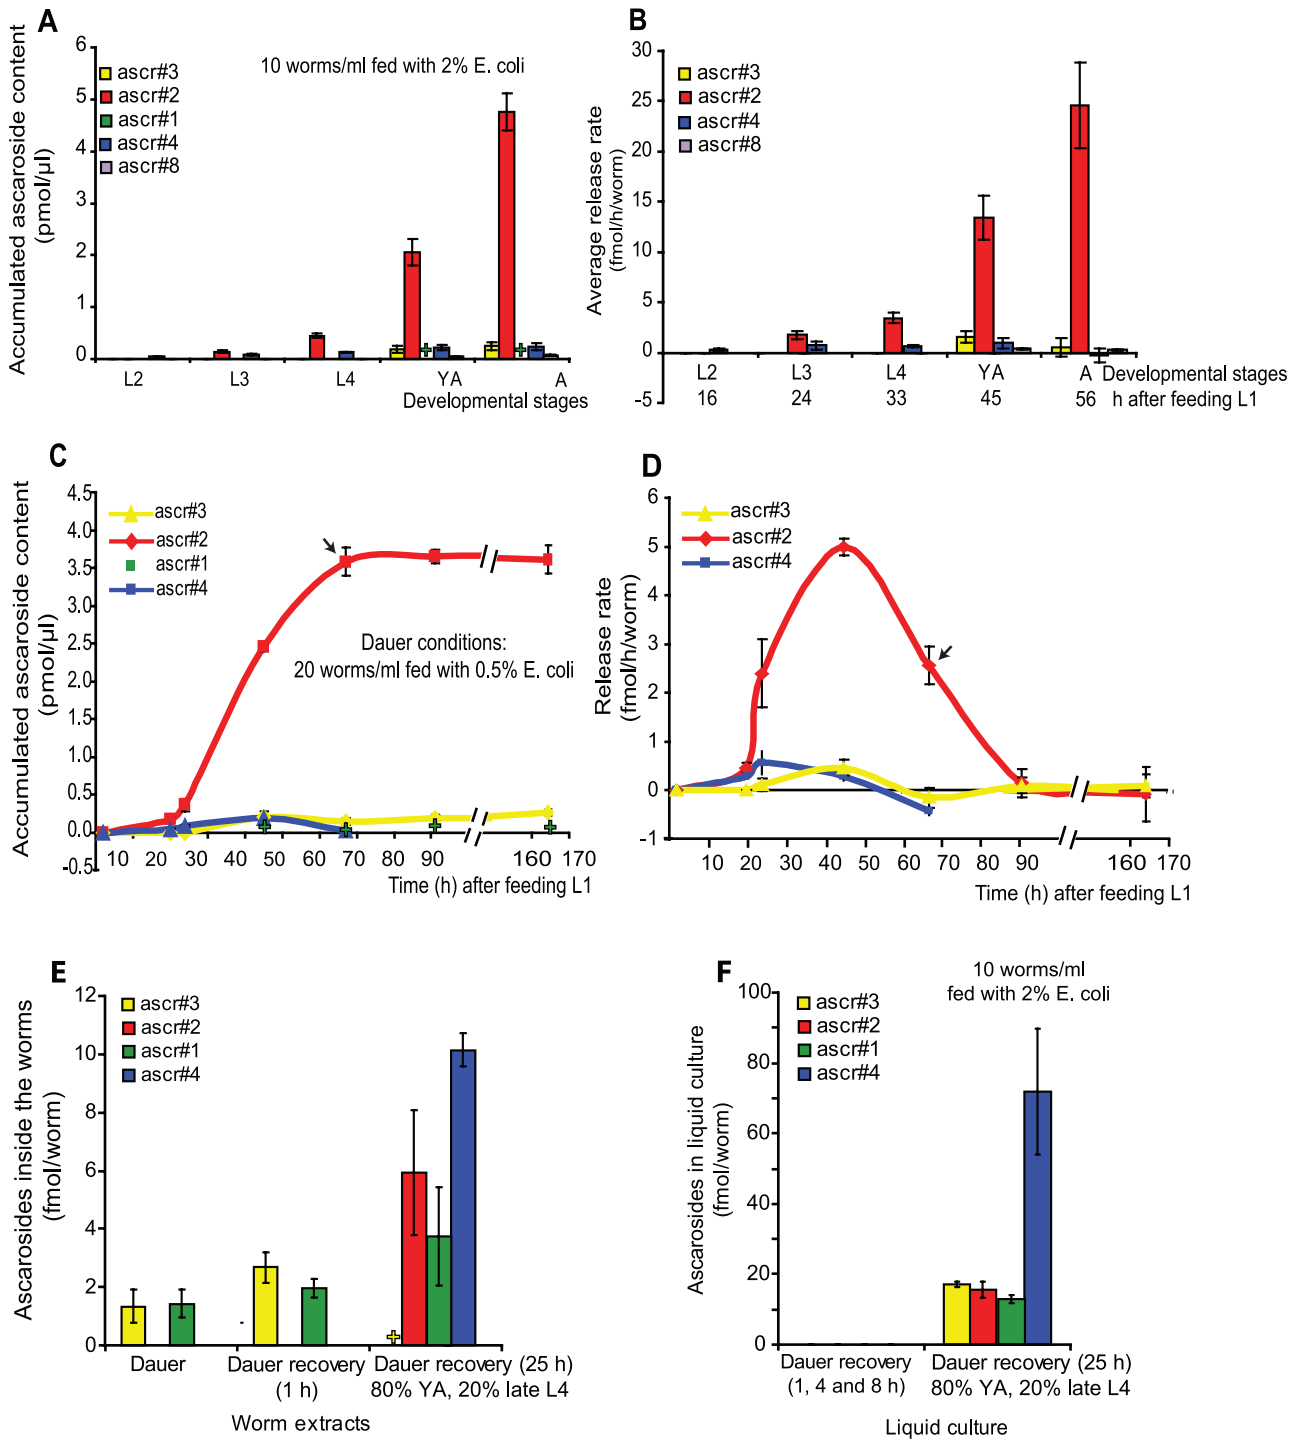 A
Accumulated ascaroside content
(pmol/µl)
6
5
4
3
2
1
0
10 worms/ml fed with 2% E. coli
ascr#3
ascr#2
ascr#1
ascr#4
ascr#8
L2 L3 L4 YA A
Developmental stages
B
Average release rate
(fmol/h/worm)
30
25
20
15
10
5
0
-5
ascr#3
ascr#2
ascr#4
ascr#8
L2 L3 L4 YA A Developmental stages
16 24 33 45 56 h after feeding L1
C
Accumulated ascaroside content
(pmol/µl)
4.5
4.0
3.5
3.0
2.5
2.0
1.5
1.0
0.5
0.0
-0.5
ascr#3
ascr#2
ascr#1
ascr#4
Dauer conditions:
20 worms/ml fed with 0.5% E. coli
10 20 30 40 50 60 70 80 90 160 170
Time (h) after feeding L1
D
Release rate
(fmol/h/worm)
6
5
4
3
2
1
0
-1
ascr#3
ascr#2
ascr#4
10 20 30 40 50 60 70 80 90 160 170
Time (h) after feeding L1
E
Ascarosides inside the worms
(fmol/worm)
12
10
8
6
4
2
0
ascr#3
ascr#2
ascr#1
ascr#4
Dauer Dauer recovery Dauer recovery (25 h)
(1 h) 80% YA, 20% late L4
Worm extracts
F
10 worms/ml
fed with 2% E. coli
Ascarosides in liquid culture
(fmol/worm)
100
80
60
40
20
0
ascr#3
ascr#2
ascr#1
ascr#4
Dauer recovery Dauer recovery (25 h)
(1, 4 and 8 h) 80% YA, 20% late L4
Liquid culture